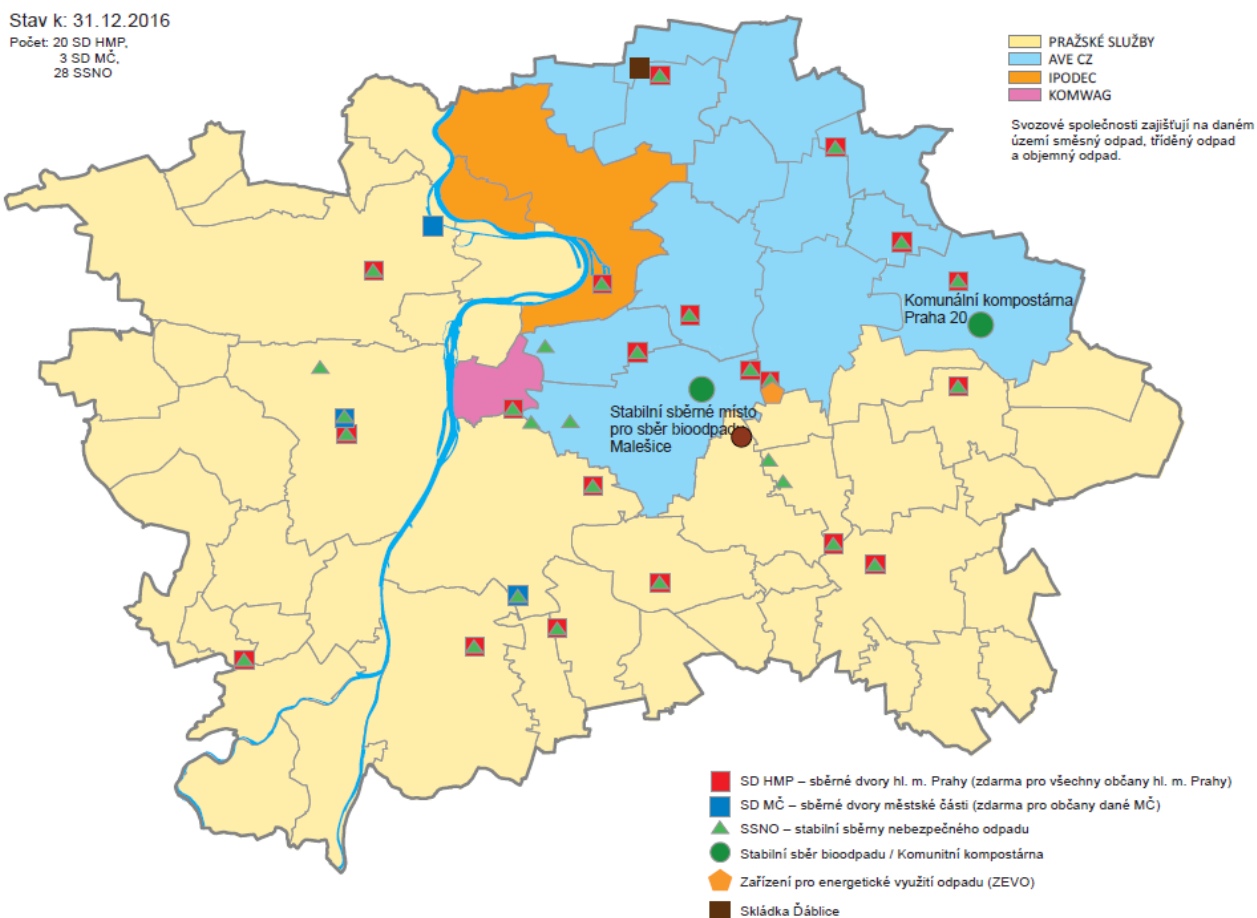 Stav k: 31.12.2016
Počet: 20 SD HMP,
3 SD MČ,
28 SSNO
PRAŽSKÉ SLUŽBY
AVE CZ
IPODEC
KOMWAG
Svozové společnosti zajišťují na daném
území směsný odpad, tříděný odpad
a objemný odpad.
Komunální kompostárna
Praha 20
Stabilní sběrné místo
pro sběr bioodpadu
Malešice
SD HMP – sběrné dvory hl. m. Prahy (zdarma pro všechny občany hl. m. Prahy)
SD MČ – sběrné dvory městské části (zdarma pro občany dané MČ)
SSNO – stabilní sběrny nebezpečného odpadu
Stabilní sběr bioodpadu / Komunitní kompostárna
Zařízení pro energetické využití odpadu (ZEVO)
Skládka Ďáblice